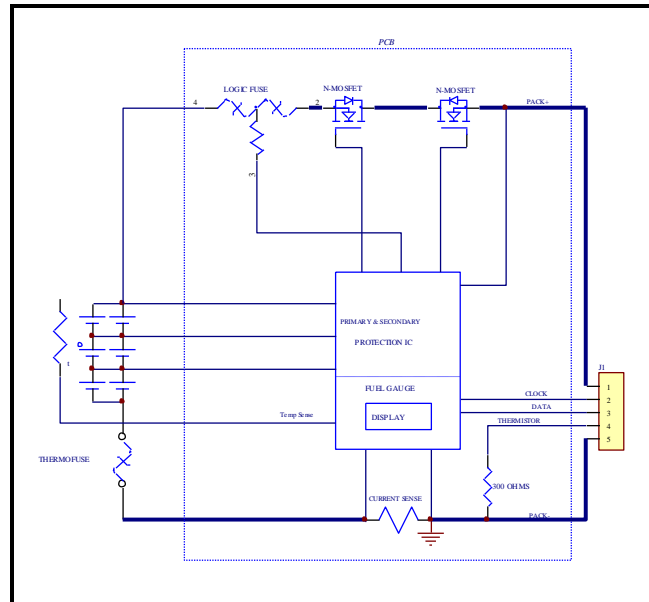 PCB
LOGIC FUSE
N-MOSFET
N-MOSFET
4
2
PACK+
3
PRIMARY & SECONDARY
PROTECTION IC
t
J1
1
FUEL GAUGE
CLOCK
2
DATA
3
DISPLAY
Temp Sense
THERMISTOR
4
5
THERMOFUSE
300 OHMS
CURRENT SENSE
PACK-